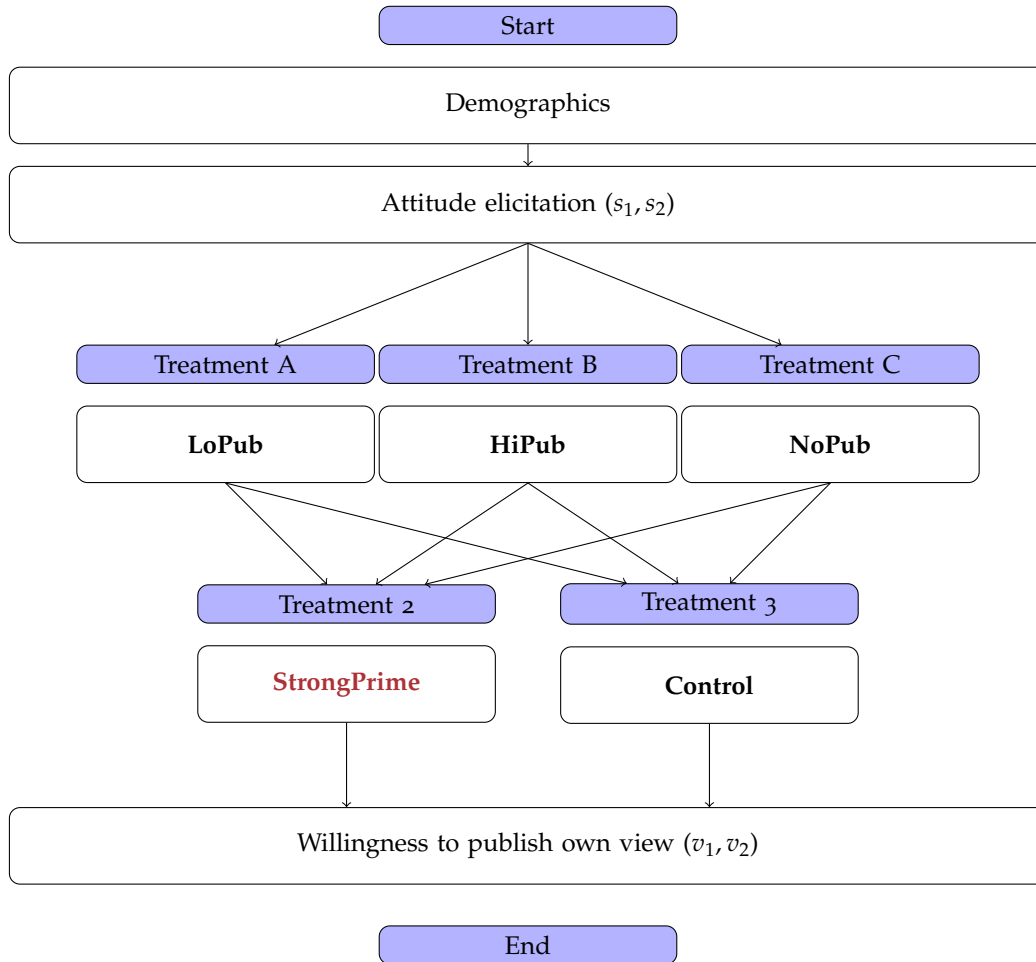 Start
Demographics
Attitude elicitation (s₁, s₂)
Treatment A
Treatment B
Treatment C
LoPub
HiPub
NoPub
Treatment 2
Treatment 3
StrongPrime
Control
Willingness to publish own view (v₁, v₂)
End